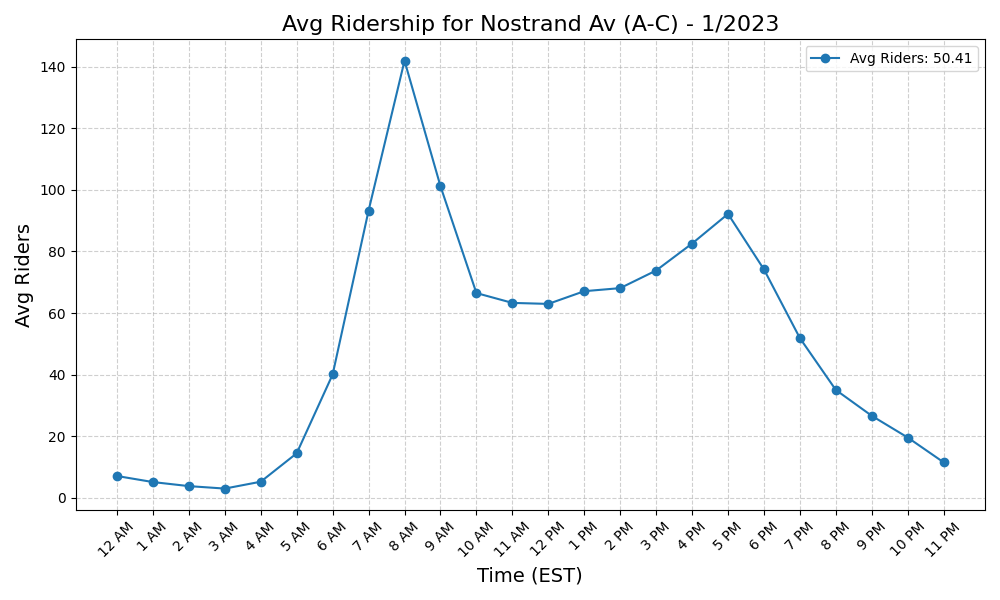 Avg Ridership for Nostrand Av (A-C) - 1/2023
Avg Riders: 50.41
Avg Riders
140
120
100
80
60
40
20
0
12 AM
1 AM
2 AM
3 AM
4 AM
5 AM
6 AM
7 AM
8 AM
9 AM
10 AM
11 AM
12 PM
1 PM
2 PM
3 PM
4 PM
5 PM
6 PM
7 PM
8 PM
9 PM
10 PM
11 PM
Time (EST)